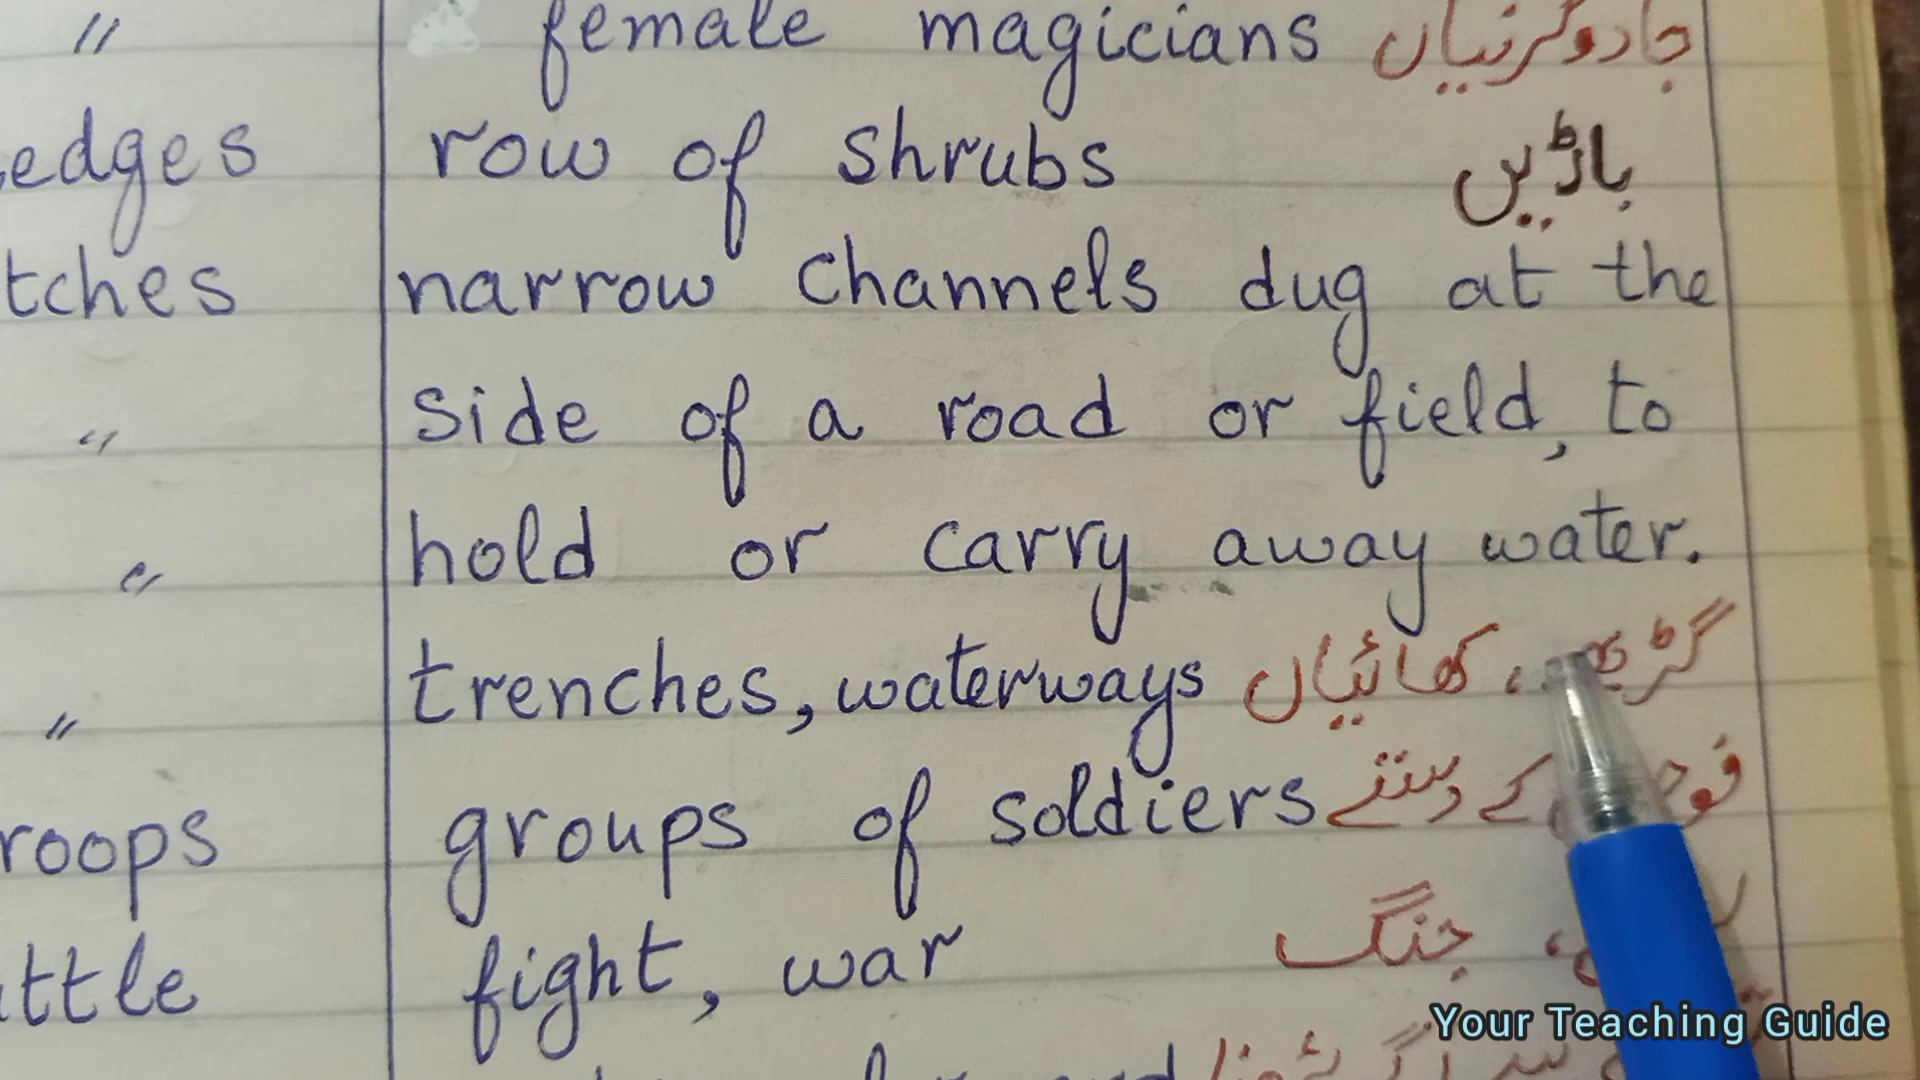 " female magicians جادوگرنیاں
edges row of shrubs باڑیں
tches narrow channels dug at the
" side of a road or field, to
" hold or carry away water.
" trenches, waterways کھائیاں
roops groups of soldiers کے دستے
ttle fight, war جنگ
Your Teaching Guide